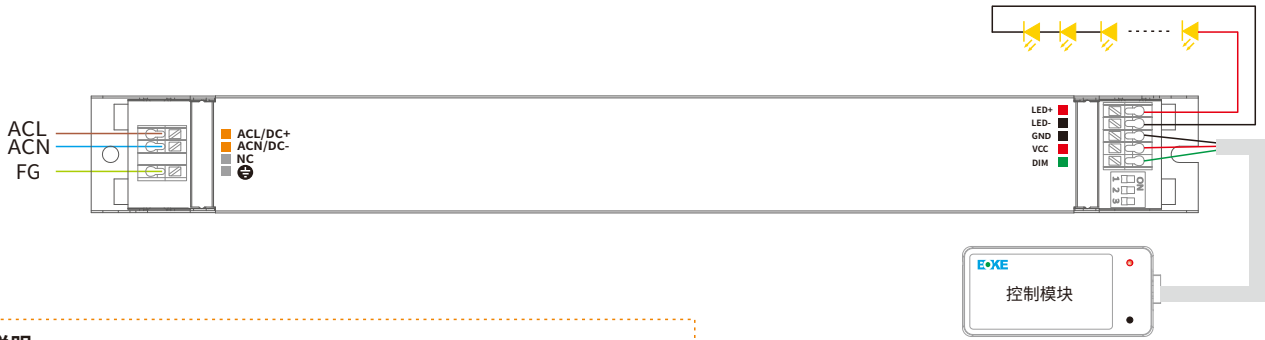 ACL
ACN
FG
ACL/DC+
ACN/DC-
NC
LED+
LED-
GND
VCC
DIM
ON
1
2
3
EOKE
控制模块